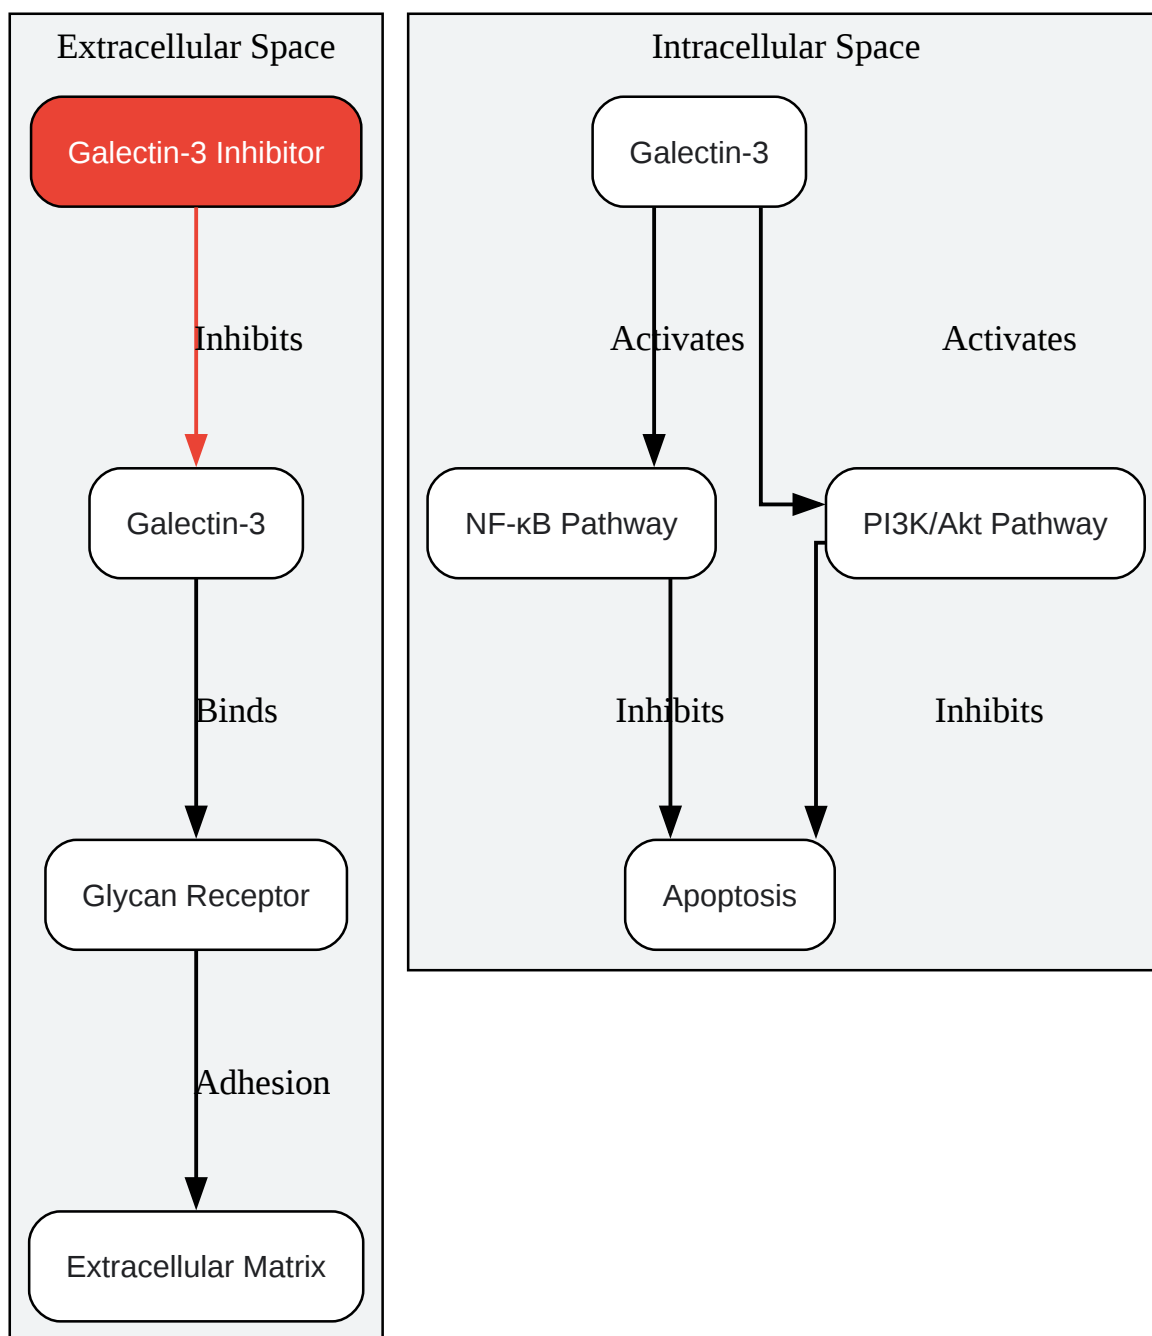 Extracellular Space
Galectin-3 Inhibitor
Inhibits
Galectin-3
Binds
Glycan Receptor
Adhesion
Extracellular Matrix
Intracellular Space
Galectin-3
Activates
Activates
NF-κB Pathway
PI3K/Akt Pathway
Inhibits
Inhibits
Apoptosis